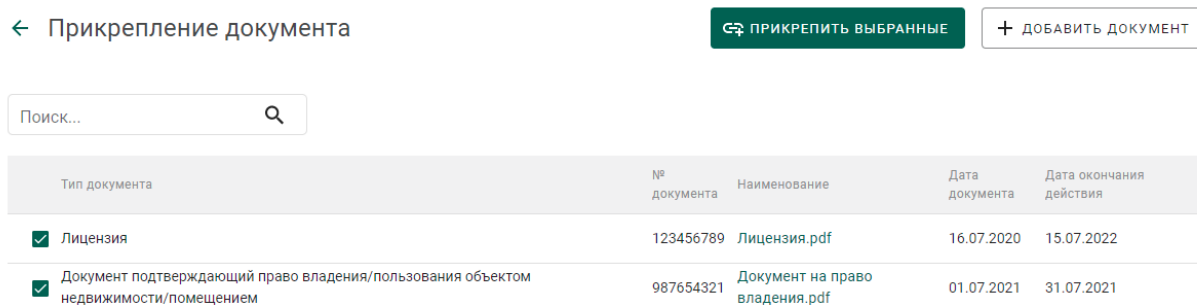 Прикрепление документа
ПРИКРЕПИТЬ ВЫБРАННЫЕ
ДОБАВИТЬ ДОКУМЕНТ
Поиск...
Тип документа
№
документа
Наименование
Дата
документа
Дата окончания
действия
Лицензия
123456789
Лицензия.pdf
16.07.2020
15.07.2022
Документ подтверждающий право владения/пользования объектом
недвижимости/помещением
987654321
Документ на право
владения.pdf
01.07.2021
31.07.2021